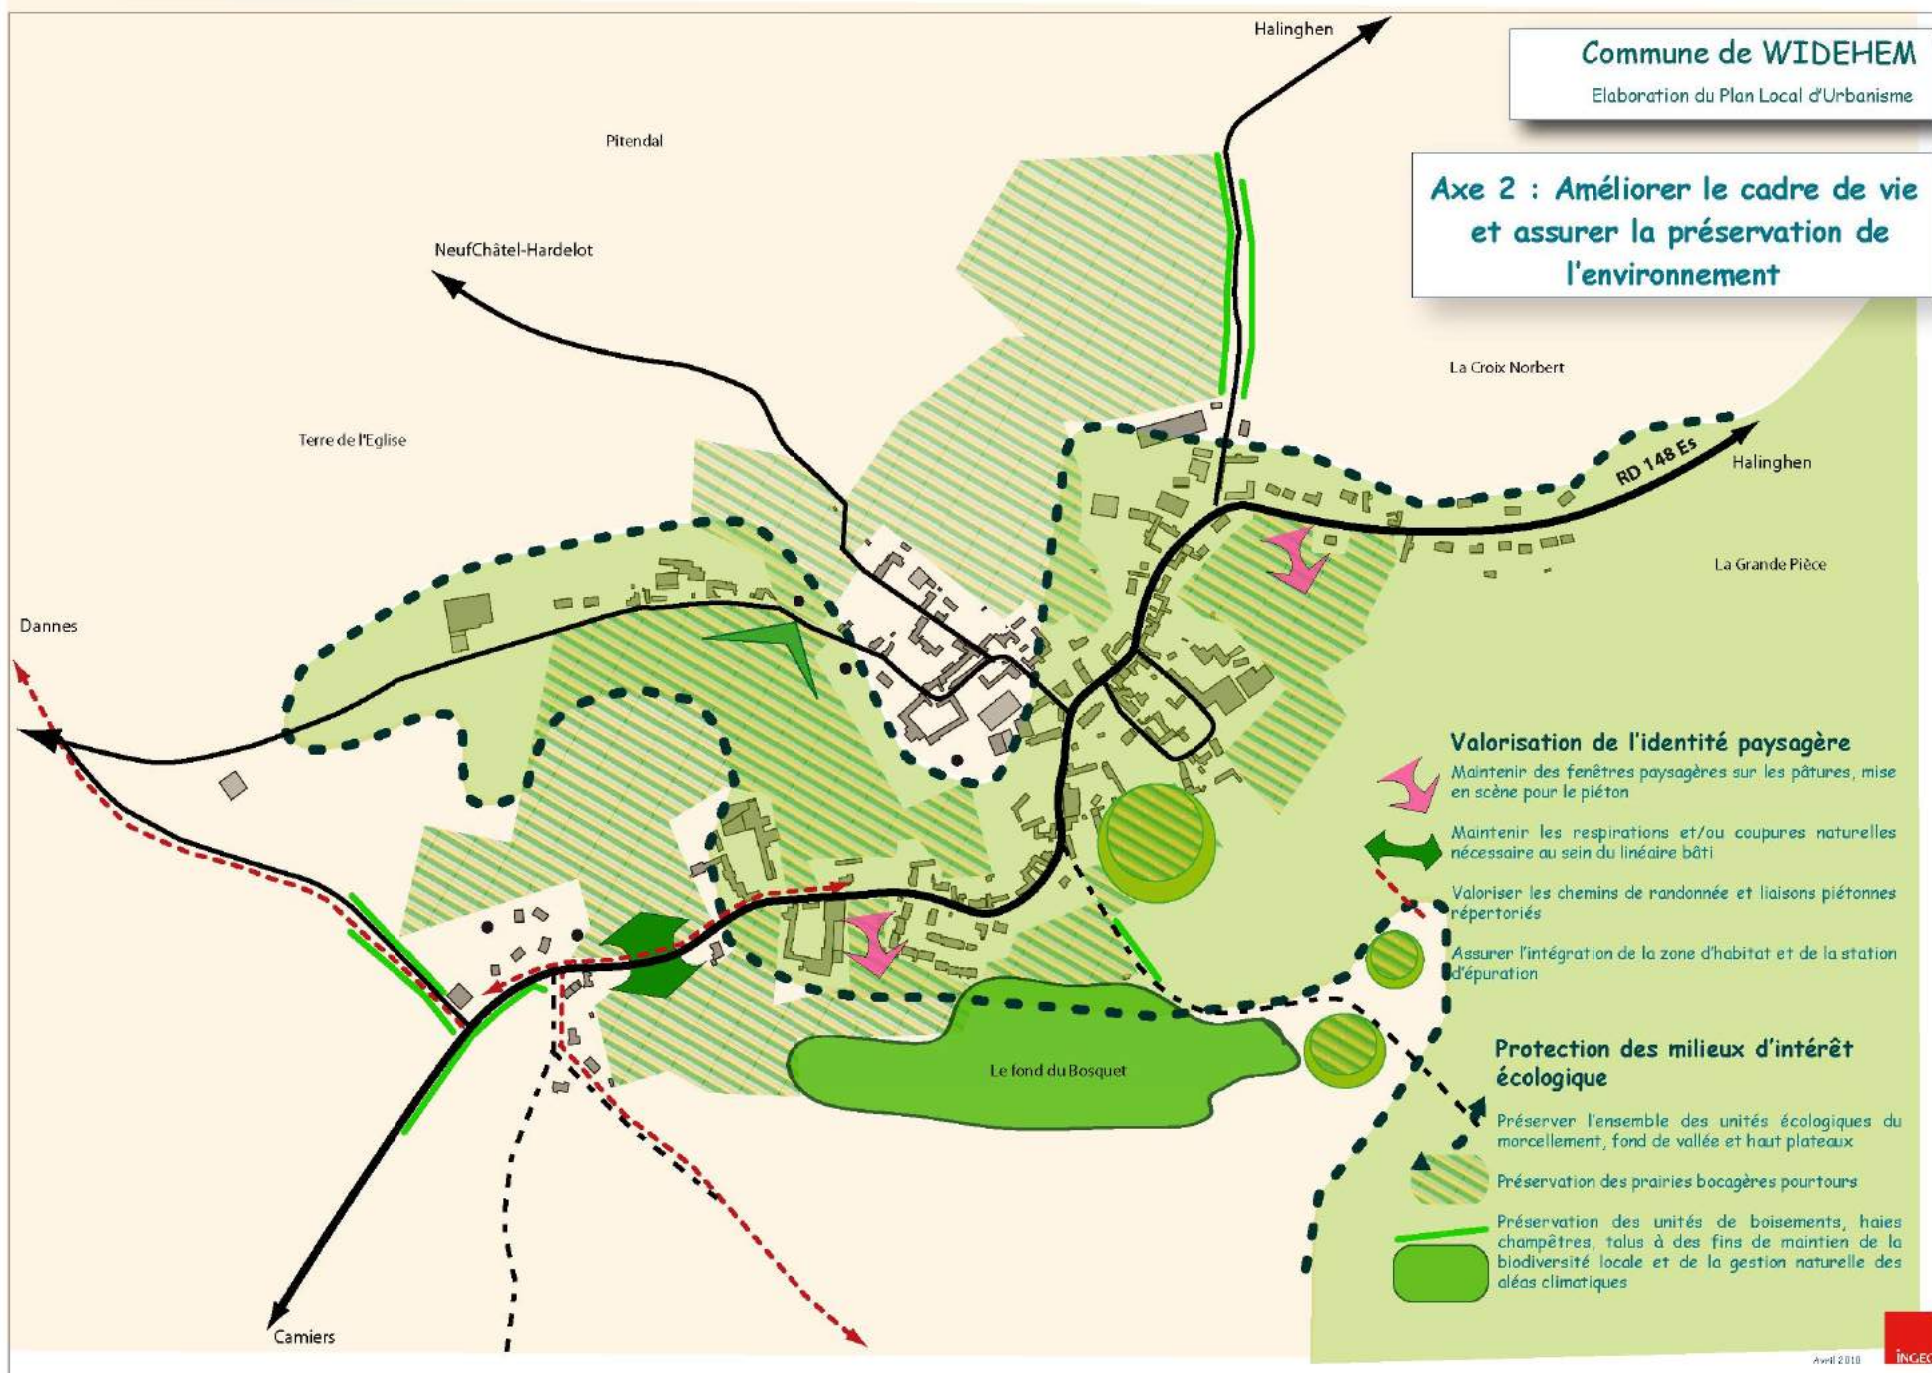 Halinghen
Commune de WIDEHEM
Elaboration du Plan Local d'Urbanisme
Pitendal
Axe 2 : Améliorer le cadre de vie
et assurer la préservation de
l'environnement
NeufChâtel-Hardelot
La Croix Norbert
Terre de l'Eglise
RD 148 Es
Halinghen
La Grande Pièce
Dannes
Valorisation de l'identité paysagère
Maintenir des fenêtres paysagères sur les pâtures, mise
en scène pour le piéton
Maintenir les respirations et/ou coupures naturelles
nécessaire au sein du linéaire bâti
Valoriser les chemins de randonnée et liaisons piétonnes
répertoriés
Assurer l'intégration de la zone d'habitat et de la station
d'épuration
Le fond du Bosquet
Protection des milieux d'intérêt
écologique
Préserver l'ensemble des unités écologiques du
morcellement, fond de vallée et haut plateaux
Préservation des prairies bocagères pourtours
Préservation des unités de boisements, haies
champêtres, talus à des fins de maintien de la
biodiversité locale et de la gestion naturelle des
aléas climatiques
Camiers
Avril 2010